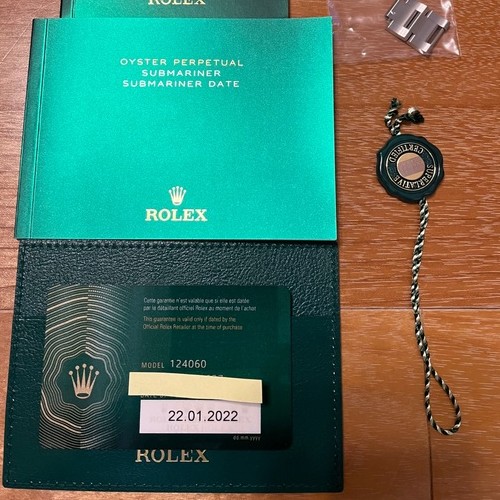 ROLEX
OYSTER PERPETUAL
SUBMARINER
SUBMARINER DATE
ROLEX
SUPERLATIVE
CERTIFIED
Cette garantie n'est valable que si elle est datée
par le détaillant officiel Rolex au moment de l'achat
This guarantee is valid only if dated by the
Official Rolex Retailer at the time of purchase
MODEL 124060
22.01.2022
ROLEX